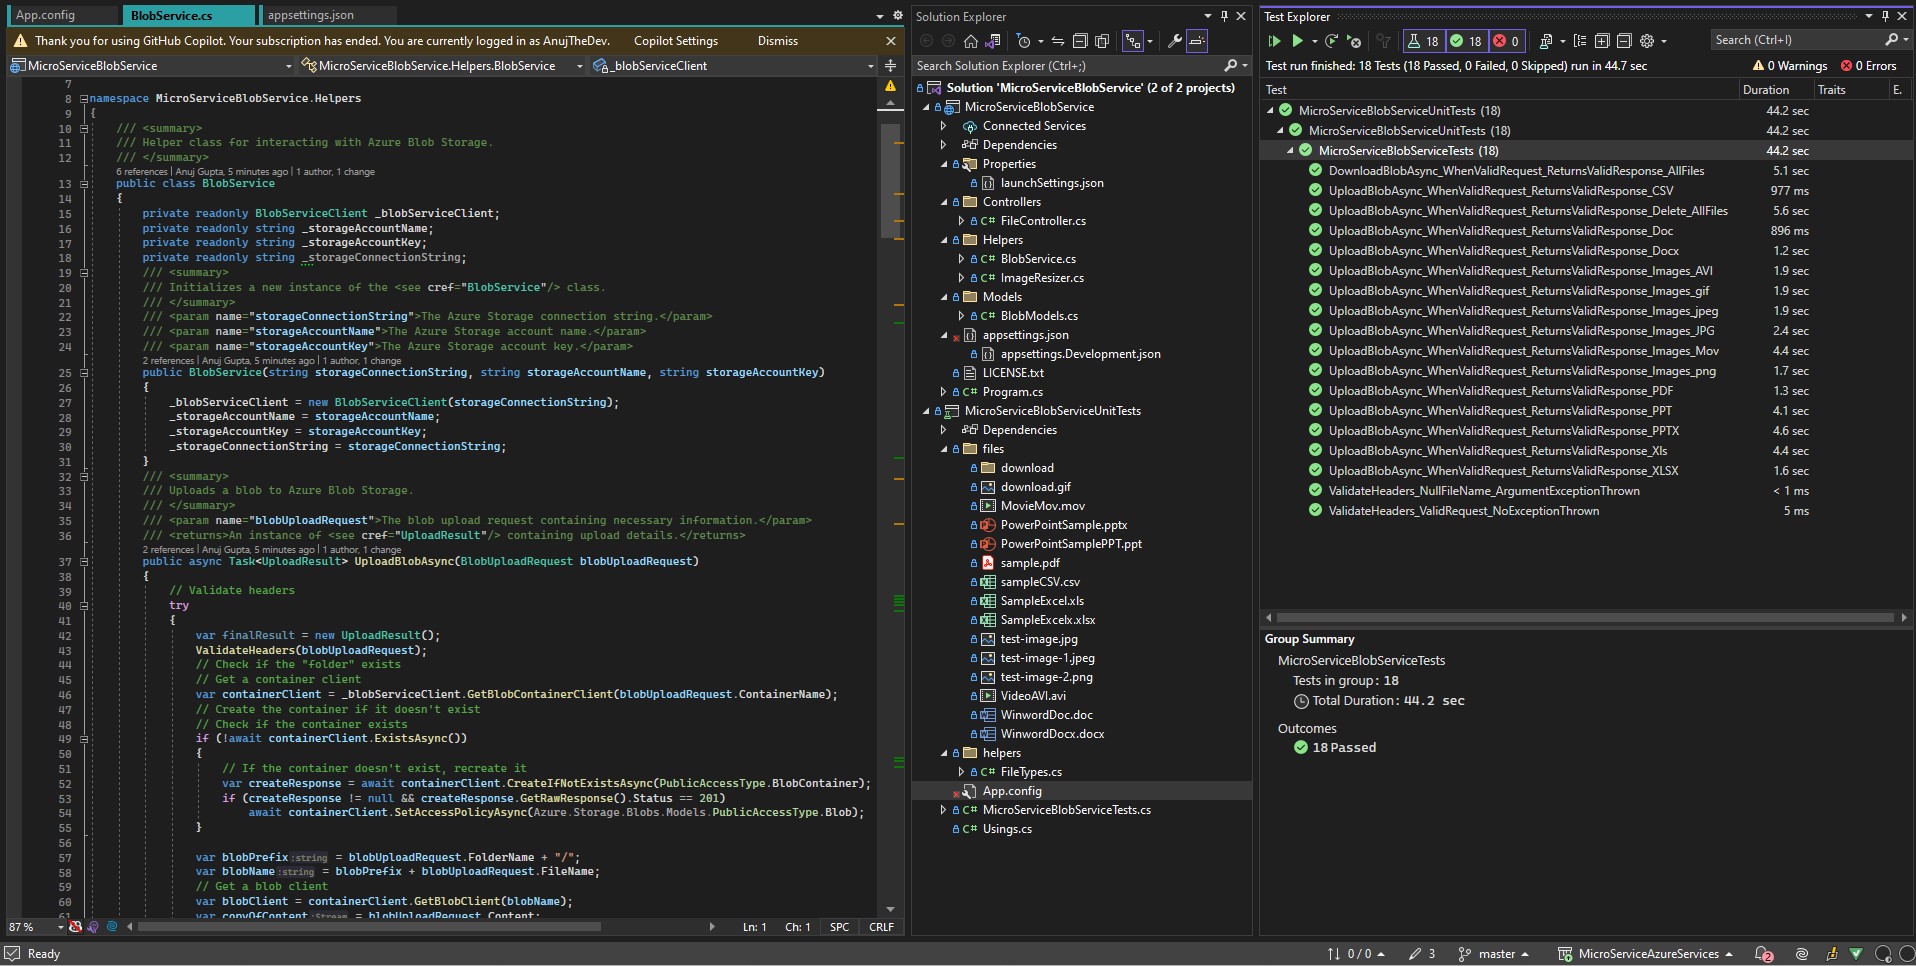 App.config
BlobService.cs
appsettings.json
Thank you for using GitHub Copilot. Your subscription has ended. You are currently logged in as AnujTheDev.
Copilot Settings
Dismiss
MicroServiceBlobService
MicroServiceBlobService.Helpers.BlobService
_blobServiceClient
7
8 namespace MicroServiceBlobService.Helpers
9 {
10 /// <summary>
11 /// Helper class for interacting with Azure Blob Storage.
12 /// </summary>
6 references | Anuj Gupta, 5 minutes ago | 1 author, 1 change
13 public class BlobService
14 {
15 private readonly BlobServiceClient _blobServiceClient;
16 private readonly string _storageAccountName;
17 private readonly string _storageAccountKey;
18 private readonly string _storageConnectionString;
19 /// <summary>
20 /// Initializes a new instance of the <see cref="BlobService"/> class.
21 /// </summary>
22 /// <param name="storageConnectionString">The Azure Storage connection string.</param>
23 /// <param name="storageAccountName">The Azure Storage account name.</param>
24 /// <param name="storageAccountKey">The Azure Storage account key.</param>
2 references | Anuj Gupta, 5 minutes ago | 1 author, 1 change
25 public BlobService(string storageConnectionString, string storageAccountName, string storageAccountKey)
26 {
27 _blobServiceClient = new BlobServiceClient(storageConnectionString);
28 _storageAccountName = storageAccountName;
29 _storageAccountKey = storageAccountKey;
30 _storageConnectionString = storageConnectionString;
31 }
32 /// <summary>
33 /// Uploads a blob to Azure Blob Storage.
34 /// </summary>
35 /// <param name="blobUploadRequest">The blob upload request containing necessary information.</param>
36 /// <returns>An instance of <see cref="UploadResult"/> containing upload details.</returns>
2 references | Anuj Gupta, 5 minutes ago | 1 author, 1 change
37 public async Task<UploadResult> UploadBlobAsync(BlobUploadRequest blobUploadRequest)
38 {
39 // Validate headers
40 try
41 {
42 var finalResult = new UploadResult();
43 ValidateHeaders(blobUploadRequest);
44 // Check if the "folder" exists
45 // Get a container client
46 var containerClient = _blobServiceClient.GetBlobContainerClient(blobUploadRequest.ContainerName);
47 // Create the container if it doesn't exist
48 // Check if the container exists
49 if (!await containerClient.ExistsAsync())
50 {
51 // If the container doesn't exist, recreate it
52 var createResponse = await containerClient.CreateIfNotExistsAsync(PublicAccessType.BlobContainer);
53 if (createResponse != null && createResponse.GetRawResponse().Status == 201)
54 await containerClient.SetAccessPolicyAsync(Azure.Storage.Blobs.Models.PublicAccessType.Blob);
55 }
56
57 var blobPrefix:string = blobUploadRequest.FolderName + "/";
58 var blobName:string = blobPrefix + blobUploadRequest.FileName;
59 // Get a blob client
60 var blobClient = containerClient.GetBlobClient(blobName);
61 var copyOfContent:Stream = blobUploadRequest.Content;
87 %
Ln: 1 Ch: 1 SPC CRLF
Solution Explorer
Search Solution Explorer (Ctrl+;)
Solution 'MicroServiceBlobService' (2 of 2 projects)
MicroServiceBlobService
Connected Services
Dependencies
Properties
launchSettings.json
Controllers
C# FileController.cs
Helpers
C# BlobService.cs
C# ImageResizer.cs
Models
C# BlobModels.cs
appsettings.json
appsettings.Development.json
LICENSE.txt
C# Program.cs
MicroServiceBlobServiceUnitTests
Dependencies
files
download
download.gif
MovieMov.mov
PowerPointSample.pptx
PowerPointSamplePPT.ppt
sample.pdf
sampleCSV.csv
SampleExcel.xls
SampleExcelx.xlsx
test-image.jpg
test-image-1.jpeg
test-image-2.png
VideoAVI.avi
WinwordDoc.doc
WinwordDocx.docx
helpers
C# FileTypes.cs
App.config
C# MicroServiceBlobServiceTests.cs
C# Usings.cs
Test Explorer
18 18 0
Search (Ctrl+I)
Test run finished: 18 Tests (18 Passed, 0 Failed, 0 Skipped) run in 44.7 sec
0 Warnings 0 Errors
Test Duration Traits E.
MicroServiceBlobServiceUnitTests (18) 44.2 sec
MicroServiceBlobServiceUnitTests (18) 44.2 sec
MicroServiceBlobServiceTests (18) 44.2 sec
DownloadBlobAsync_WhenValidRequest_ReturnsValidResponse_AllFiles 5.1 sec
UploadBlobAsync_WhenValidRequest_ReturnsValidResponse_CSV 977 ms
UploadBlobAsync_WhenValidRequest_ReturnsValidResponse_Delete_AllFiles 5.6 sec
UploadBlobAsync_WhenValidRequest_ReturnsValidResponse_Doc 896 ms
UploadBlobAsync_WhenValidRequest_ReturnsValidResponse_Docx 1.2 sec
UploadBlobAsync_WhenValidRequest_ReturnsValidResponse_Images_AVI 1.9 sec
UploadBlobAsync_WhenValidRequest_ReturnsValidResponse_Images_gif 1.9 sec
UploadBlobAsync_WhenValidRequest_ReturnsValidResponse_Images_jpeg 1.9 sec
UploadBlobAsync_WhenValidRequest_ReturnsValidResponse_Images_JPG 2.4 sec
UploadBlobAsync_WhenValidRequest_ReturnsValidResponse_Images_Mov 4.4 sec
UploadBlobAsync_WhenValidRequest_ReturnsValidResponse_Images_png 1.7 sec
UploadBlobAsync_WhenValidRequest_ReturnsValidResponse_PDF 1.3 sec
UploadBlobAsync_WhenValidRequest_ReturnsValidResponse_PPT 4.1 sec
UploadBlobAsync_WhenValidRequest_ReturnsValidResponse_PPTX 4.6 sec
UploadBlobAsync_WhenValidRequest_ReturnsValidResponse_Xls 4.4 sec
UploadBlobAsync_WhenValidRequest_ReturnsValidResponse_XLSX 1.6 sec
ValidateHeaders_NullFileName_ArgumentExceptionThrown < 1 ms
ValidateHeaders_ValidRequest_NoExceptionThrown 5 ms
Group Summary
MicroServiceBlobServiceTests
Tests in group: 18
Total Duration: 44.2 sec
Outcomes
18 Passed
Ready
0 / 0
3
master
MicroServiceAzureServices
2